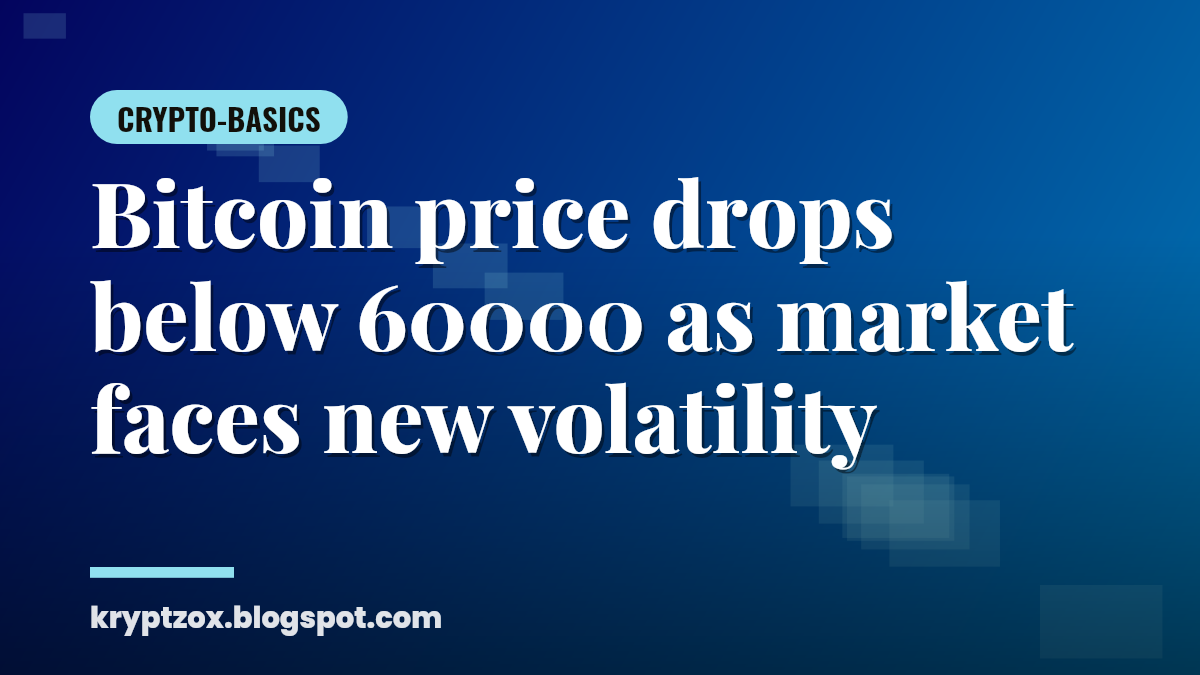 CRYPTO-BASICS
Bitcoin price drops
below 60000 as market
faces new volatility
kryptzox.blogspot.com